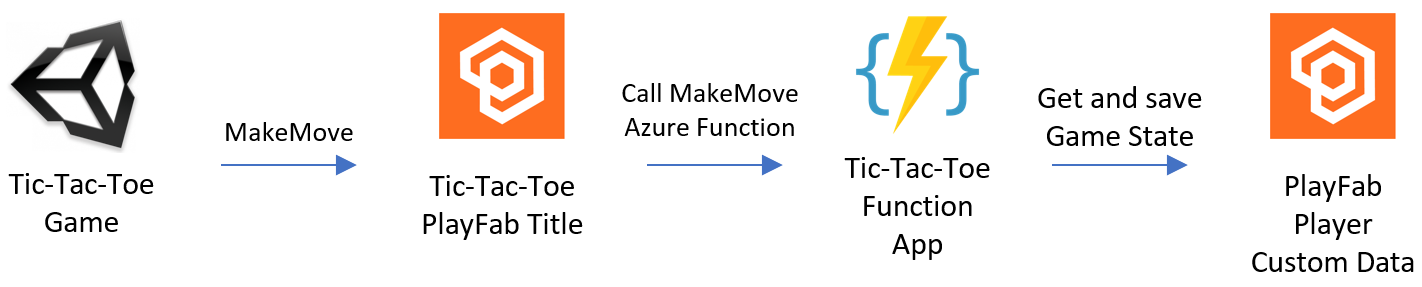 MakeMove
Call MakeMove
Azure Function
Get and save
Game State
Tic-Tac-Toe
Game
Tic-Tac-Toe
PlayFab Title
Tic-Tac-Toe
Function
App
PlayFab
Player
Custom Data